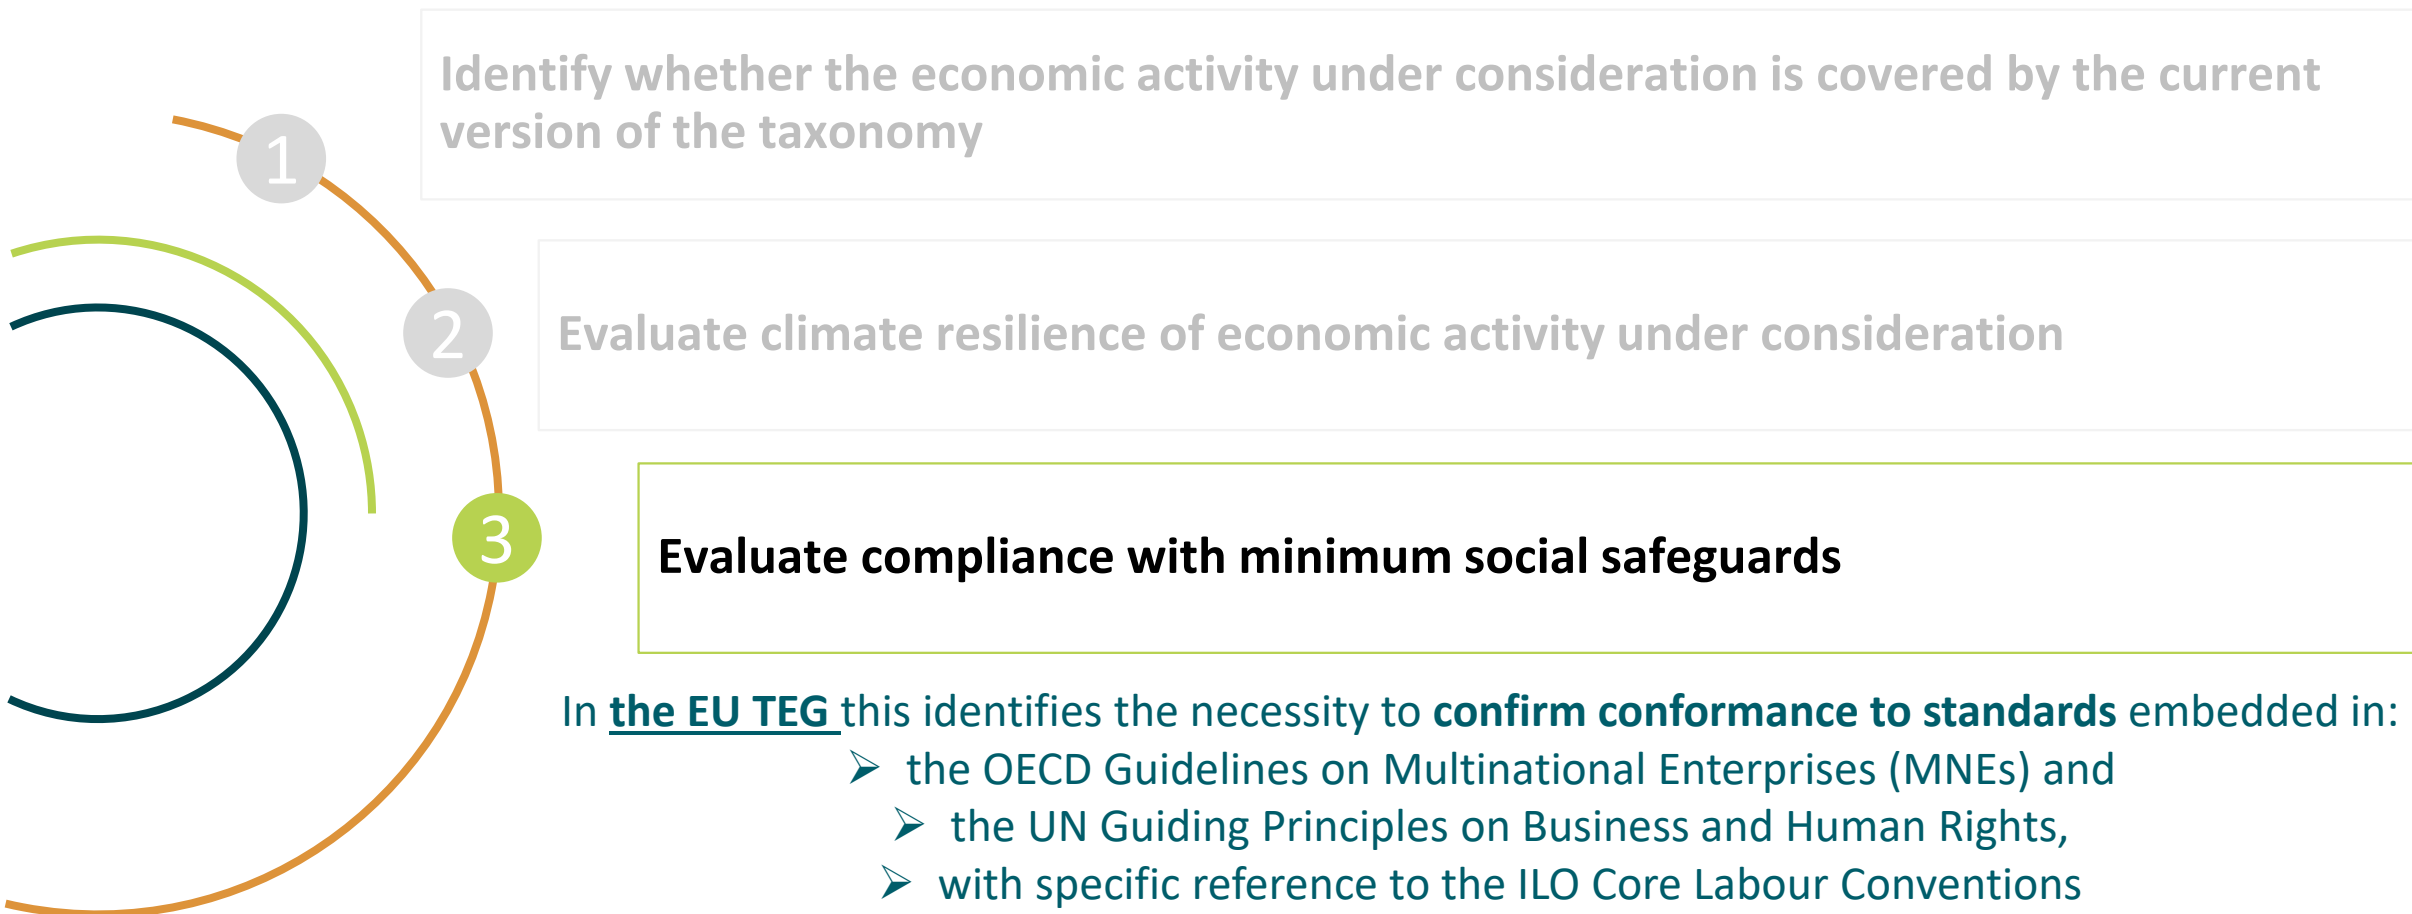 1
Identify whether the economic activity under consideration is covered by the current
version of the taxonomy
2
Evaluate climate resilience of economic activity under consideration
3
Evaluate compliance with minimum social safeguards
In the EU TEG this identifies the necessity to confirm conformance to standards embedded in:
➢ the OECD Guidelines on Multinational Enterprises (MNEs) and
➢ the UN Guiding Principles on Business and Human Rights,
➢ with specific reference to the ILO Core Labour Conventions